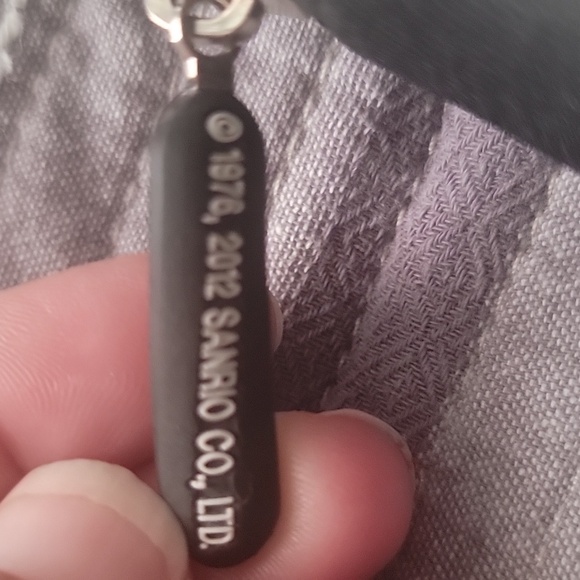 © 1976, 2012 SANRIO CO., LTD.